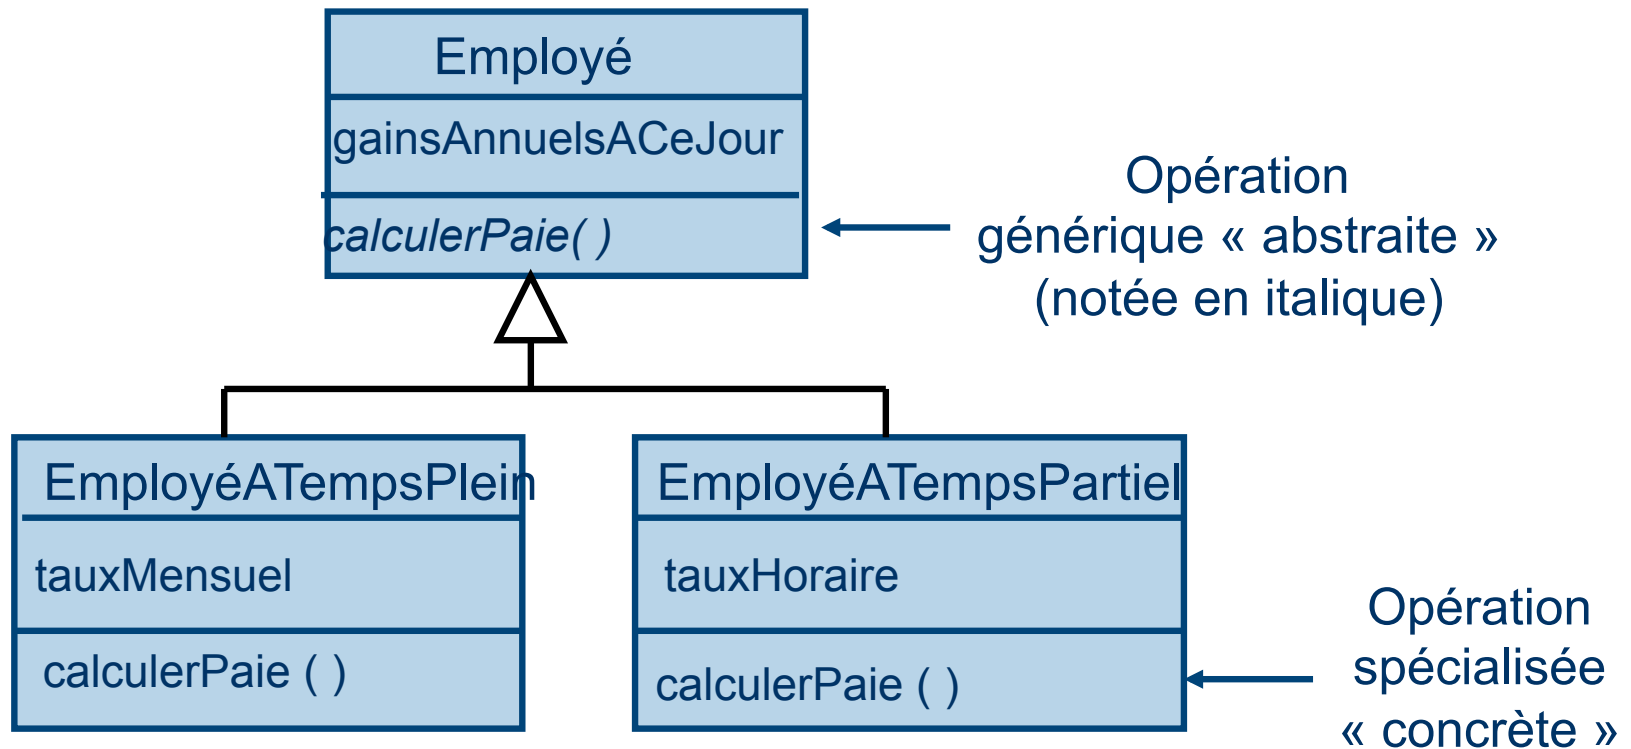 Employé
gainsAnnuelsACeJour
calculerPaie( )
Opération
générique « abstraite »
(notée en italique)
EmployéATempsPlein
tauxMensuel
calculerPaie ( )
EmployéATempsPartiel
tauxHoraire
calculerPaie ( )
Opération
spécialisée
« concrète »